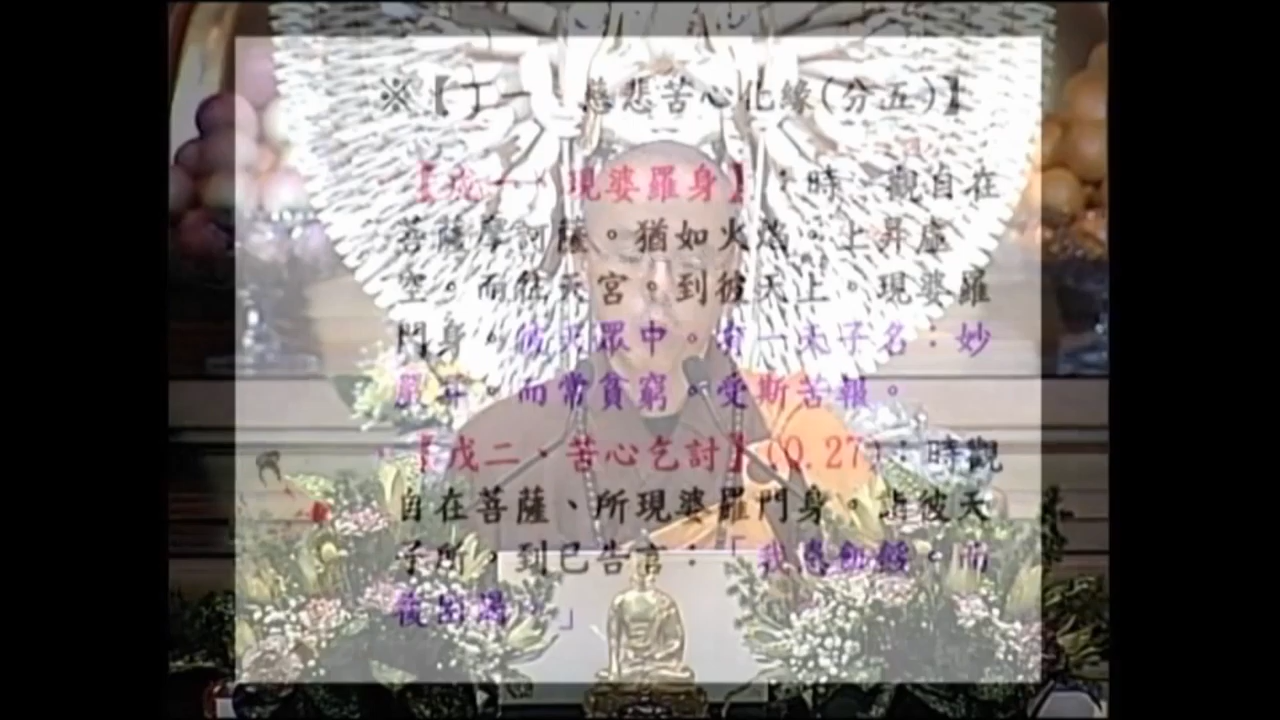 ※【丁一、慈悲苦心化緣(分五)】
【戊一、現婆羅身】：時、觀自在
菩薩摩訶薩。猶如火焰。上昇虛
空。而往天宮。到彼天上。現婆羅
門身。彼天眾中。有一天子名：妙
嚴耳。而常貧窮。受斯苦報。
【戊二、苦心乞討】(Q.27)：時觀
自在菩薩、所現婆羅門身。詣彼天
子所。到已告言：「我患飢餓。而
復困渴。」